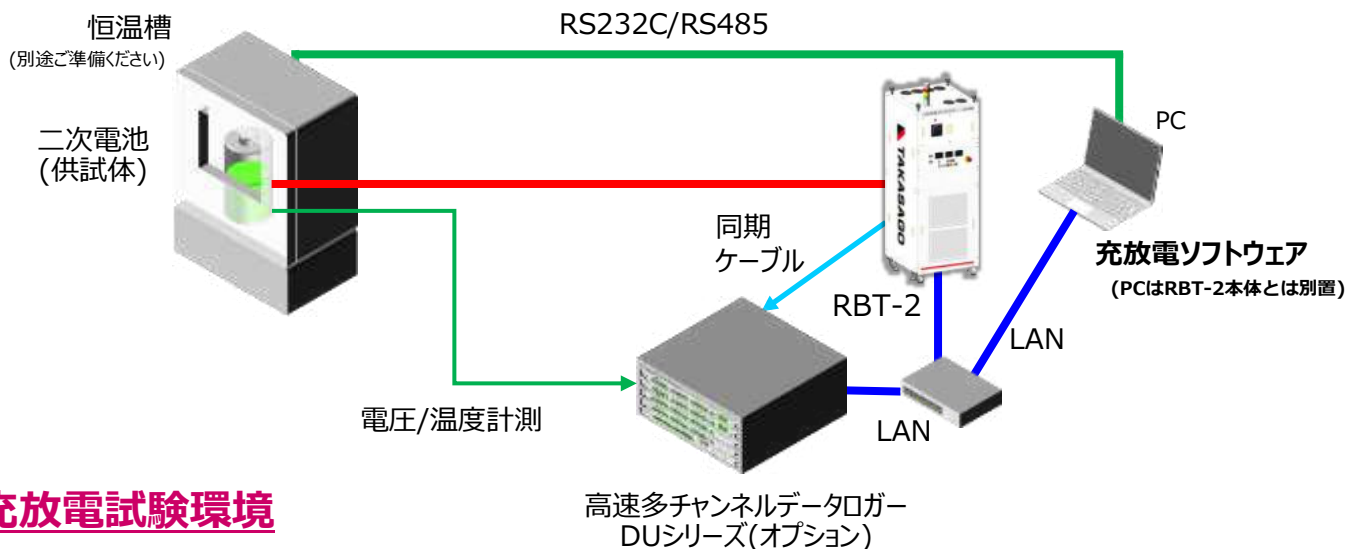 恒温槽
(別途ご準備ください)
RS232C/RS485
二次電池
(供試体)
TAKASAGO
PC
同期
ケーブル
充放電ソフトウェア
(PCはRBT-2本体とは別置)
RBT-2
LAN
電圧/温度計測
LAN
充放電試験環境
高速多チャンネルデータロガー
DUシリーズ(オプション)